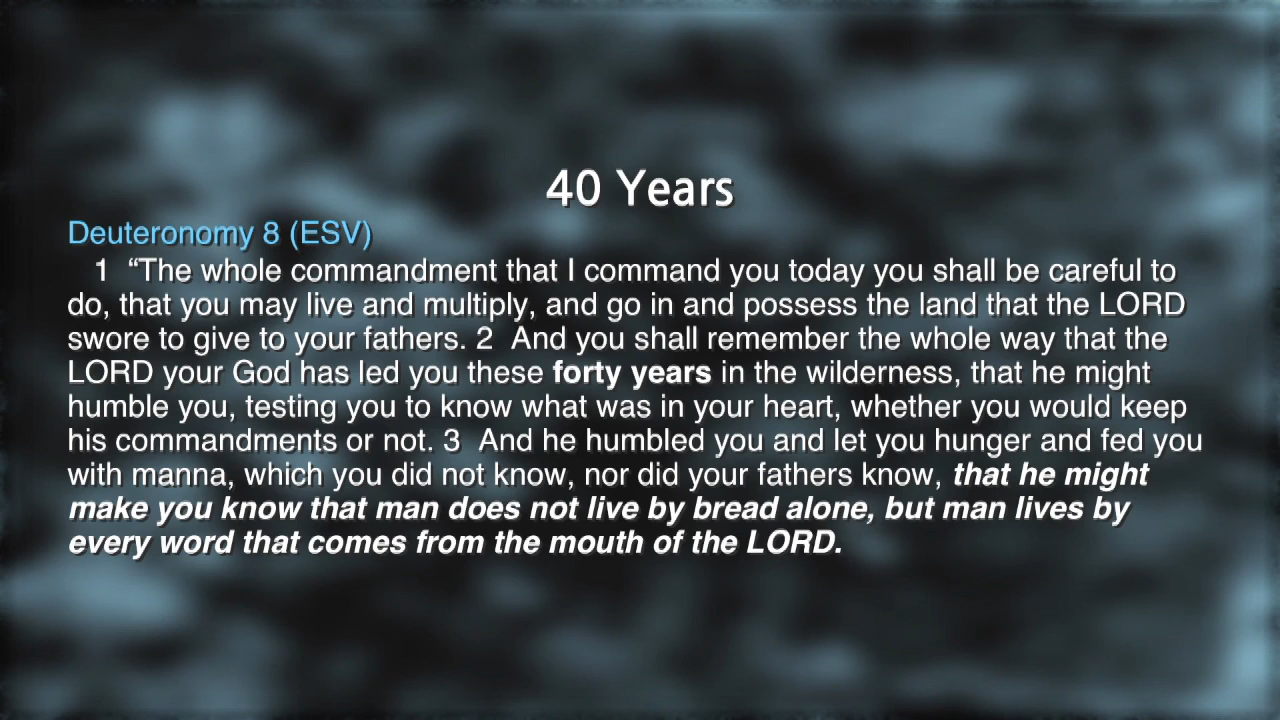 40 Years
Deuteronomy 8 (ESV)
1 “The whole commandment that I command you today you shall be careful to
do, that you may live and multiply, and go in and possess the land that the LORD
swore to give to your fathers. 2 And you shall remember the whole way that the
LORD your God has led you these forty years in the wilderness, that he might
humble you, testing you to know what was in your heart, whether you would keep
his commandments or not. 3 And he humbled you and let you hunger and fed you
with manna, which you did not know, nor did your fathers know, that he might
make you know that man does not live by bread alone, but man lives by
every word that comes from the mouth of the LORD.